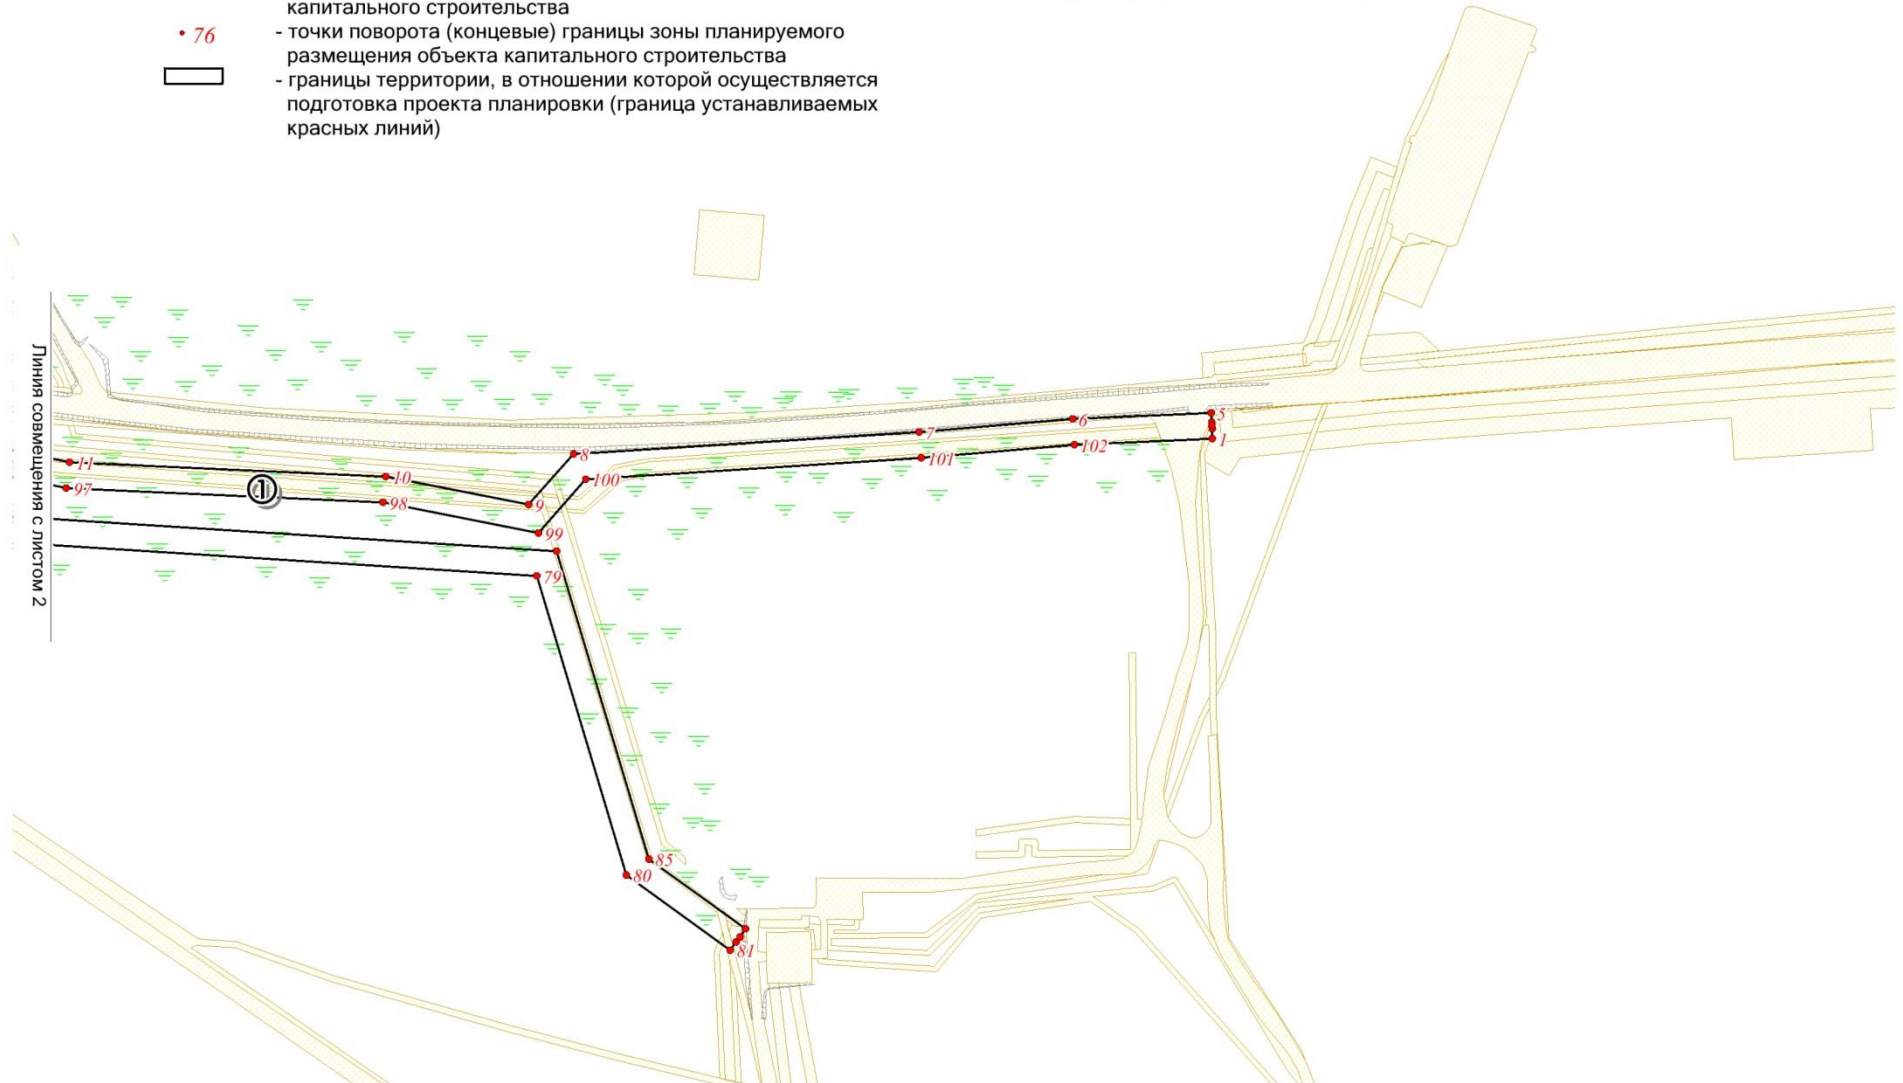 капитального строительства
76
- точки поворота (концевые) границы зоны планируемого
размещения объекта капитального строительства
- границы территории, в отношении которой осуществляется
подготовка проекта планировки (граница устанавливаемых
красных линий)
Линия совмещения с листом 2
5
6
7
1
102
8
101
11
10
100
97
1
98
9
99
79
85
80
81